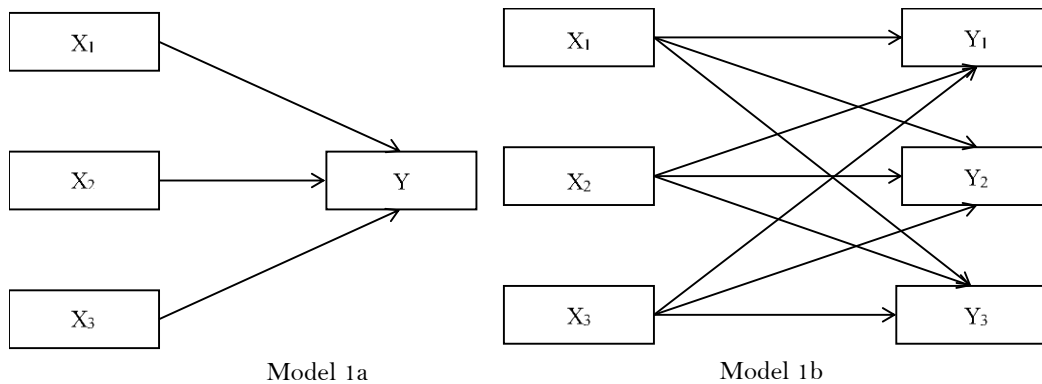 X₁
X₂
Y
X₃
Model 1a
X₁
Y₁
X₂
Y₂
X₃
Y₃
Model 1b